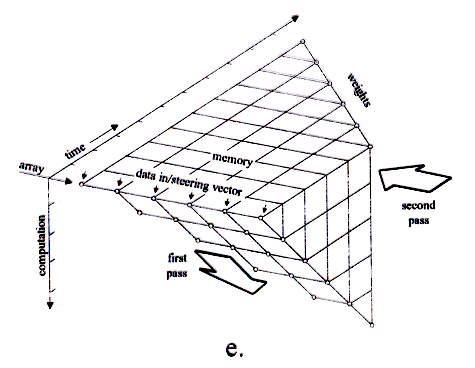 weights
time
memory
array
data in/steering vector
second
pass
computation
first
pass
e.